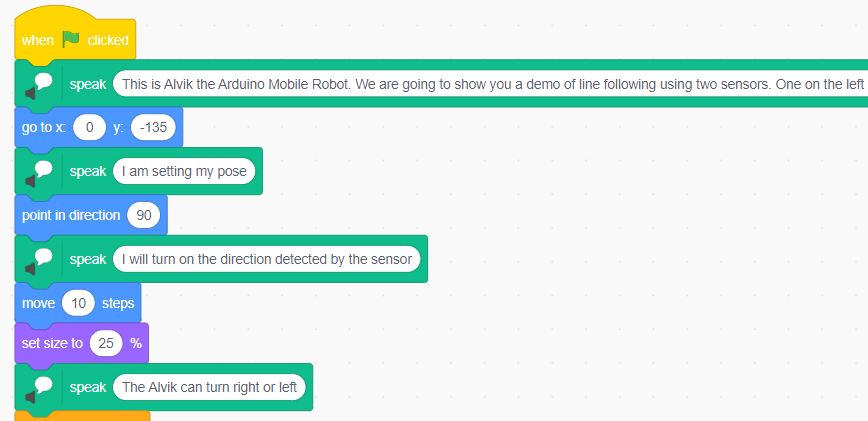 when clicked
speak This is Alvik the Arduino Mobile Robot. We are going to show you a demo of line following using two sensors. One on the left
go to x: 0 y: -135
speak I am setting my pose
point in direction 90
speak I will turn on the direction detected by the sensor
move 10 steps
set size to 25 %
speak The Alvik can turn right or left